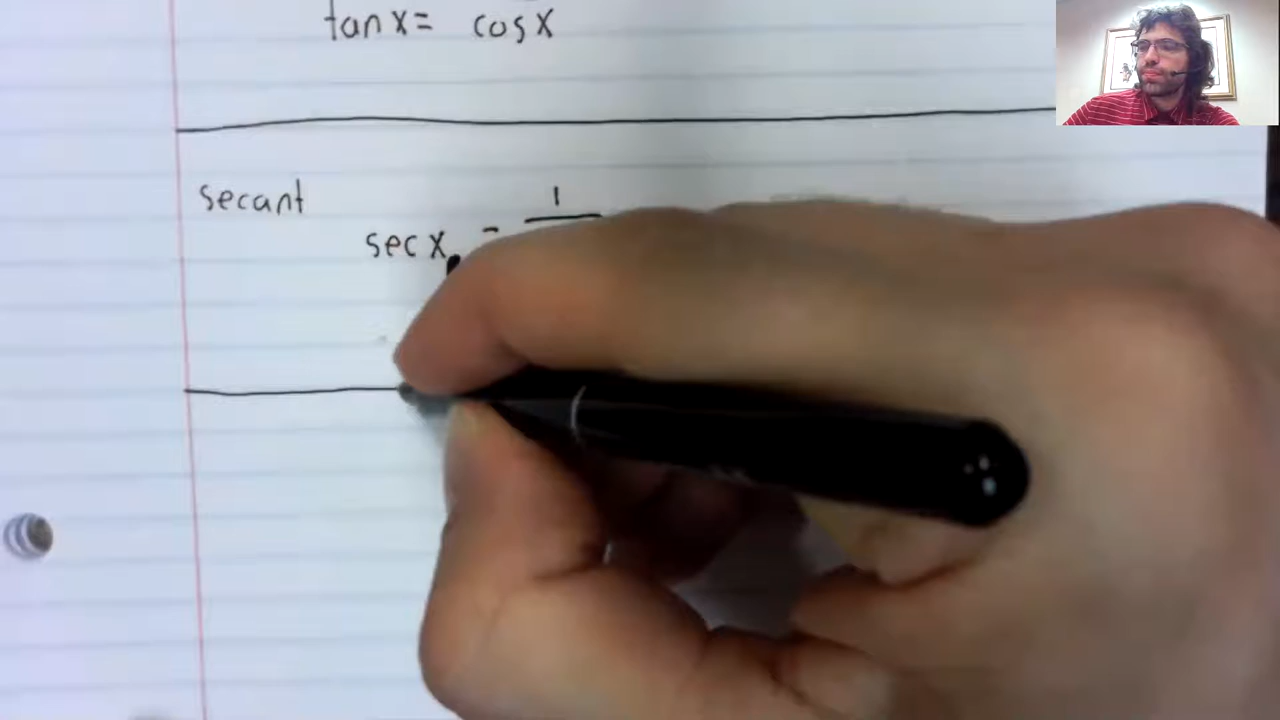 tan x = cos x
secant
1
sec x =